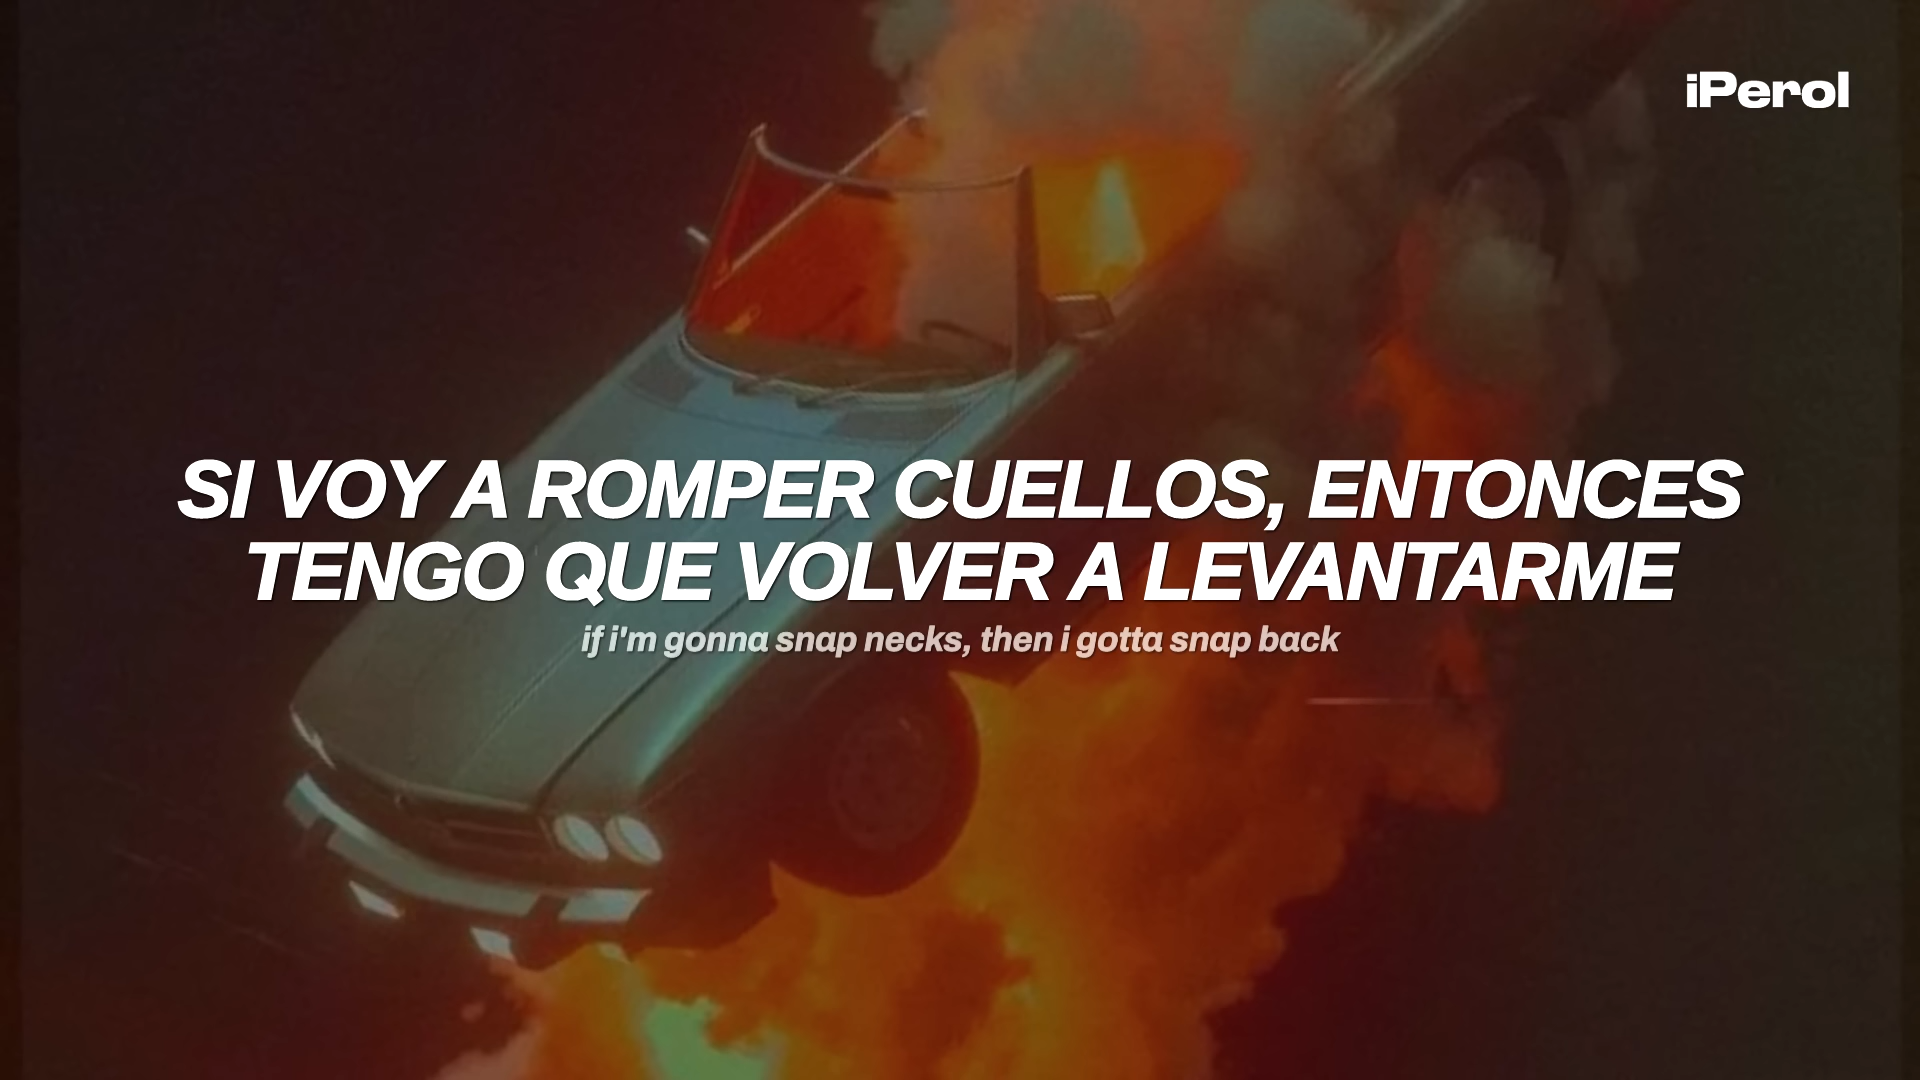 iPerol
SI VOY A ROMPER CUELLOS, ENTONCES
TENGO QUE VOLVER A LEVANTARME
if i'm gonna snap necks, then i gotta snap back